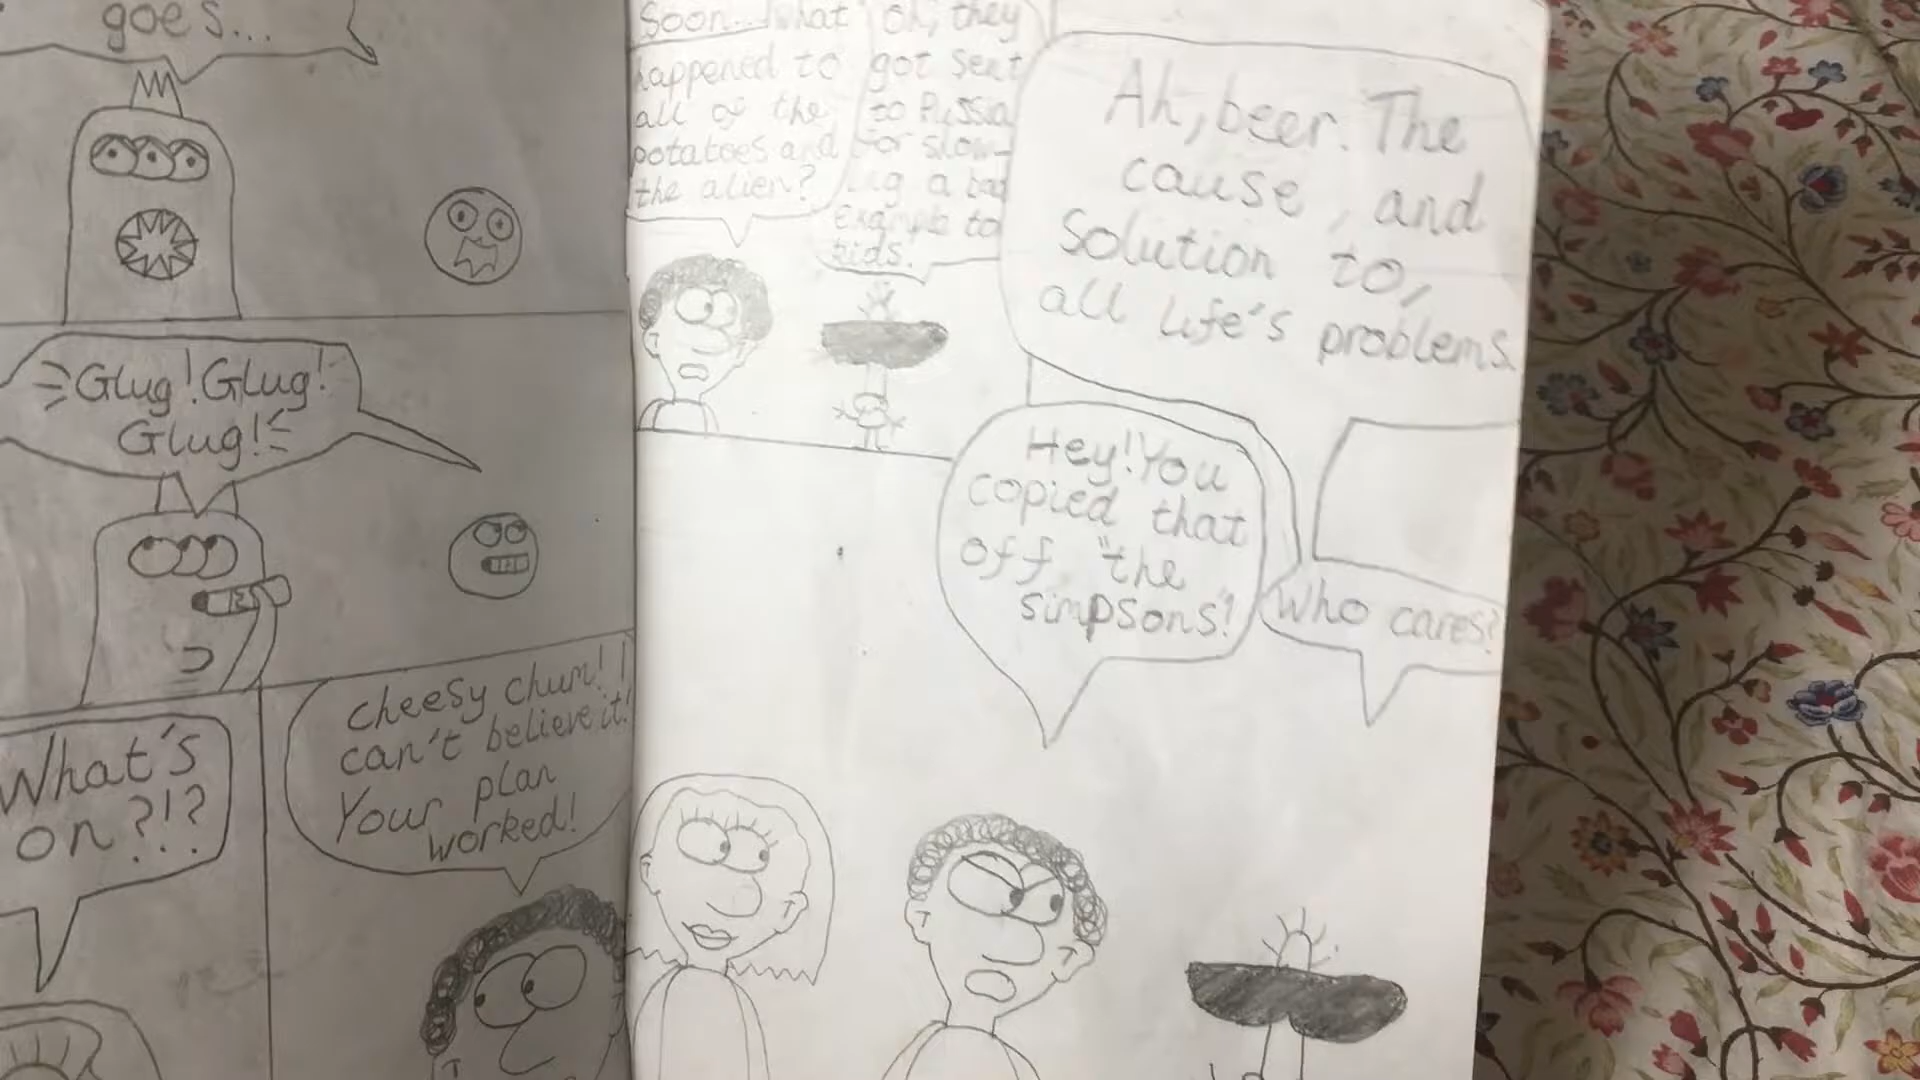 goes...
Glug! Glug!
Glug!
What's
on?!?
cheesy chum! I
can't believe it!
Your plan
worked!
Soon... What
happened to
all of the
potatoes and
the alien?
Oh, they
got sent
to Russia
for
a bad
example to
kids.
Ah, beer. The
cause, and
solution to,
all life's problems.
Hey! You
copied that
off "the
simpsons"!
Who cares?